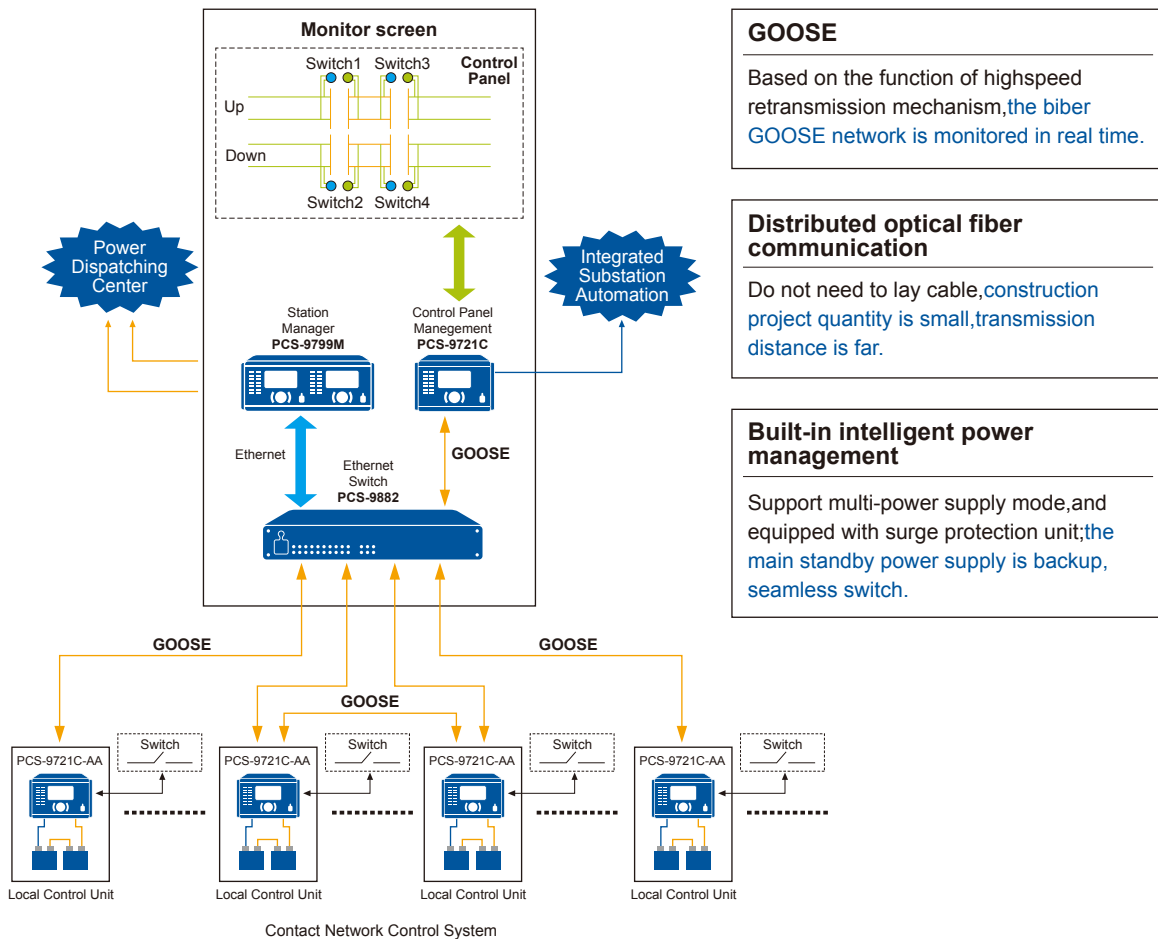 Monitor screen
Switch1 Switch3
Control
Panel
Up
Down
Switch2 Switch4
Power
Dispatching
Center
Integrated
Substation
Automation
Station
Manager
PCS-9799M
Control Panel
Menegement
PCS-9721C
Ethernet
GOOSE
Ethernet
Switch
PCS-9882
GOOSE
GOOSE
GOOSE
Switch
Switch
Switch
Switch
PCS-9721C-AA
PCS-9721C-AA
PCS-9721C-AA
PCS-9721C-AA
Local Control Unit
Local Control Unit
Local Control Unit
Local Control Unit
Contact Network Control System
GOOSE
Based on the function of highspeed
retransmission mechanism,the biber
GOOSE network is monitored in real time.
Distributed optical fiber
communication
Do not need to lay cable,construction
project quantity is small,transmission
distance is far.
Built-in intelligent power
management
Support multi-power supply mode,and
equipped with surge protection unit;the
main standby power supply is backup,
seamless switch.